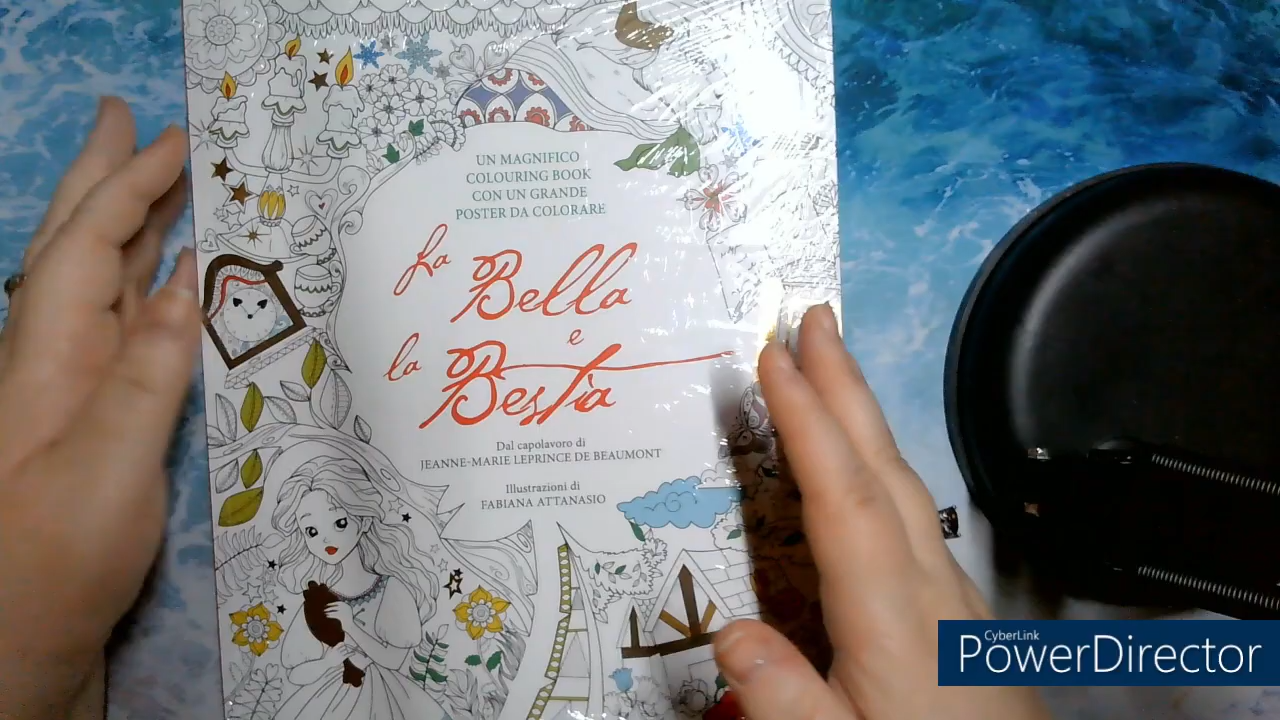 UN MAGNIFICO
COLOURING BOOK
CON UN GRANDE
POSTER DA COLORARE
La Bella
e
la Bestia
Dal capolavoro di
JEANNE-MARIE LEPRINCE DE BEAUMONT
Illustrazioni di
FABIANA ATTANASIO
CyberLink
PowerDirector